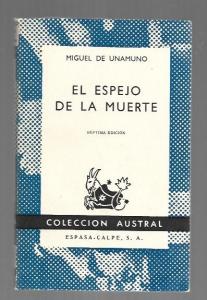 MIGUEL DE UNAMUNO
EL ESPEJO
DE LA MUERTE
SÉPTIMA EDICIÓN
COLECCION AUSTRAL
ESPASA-CALPE, S. A.